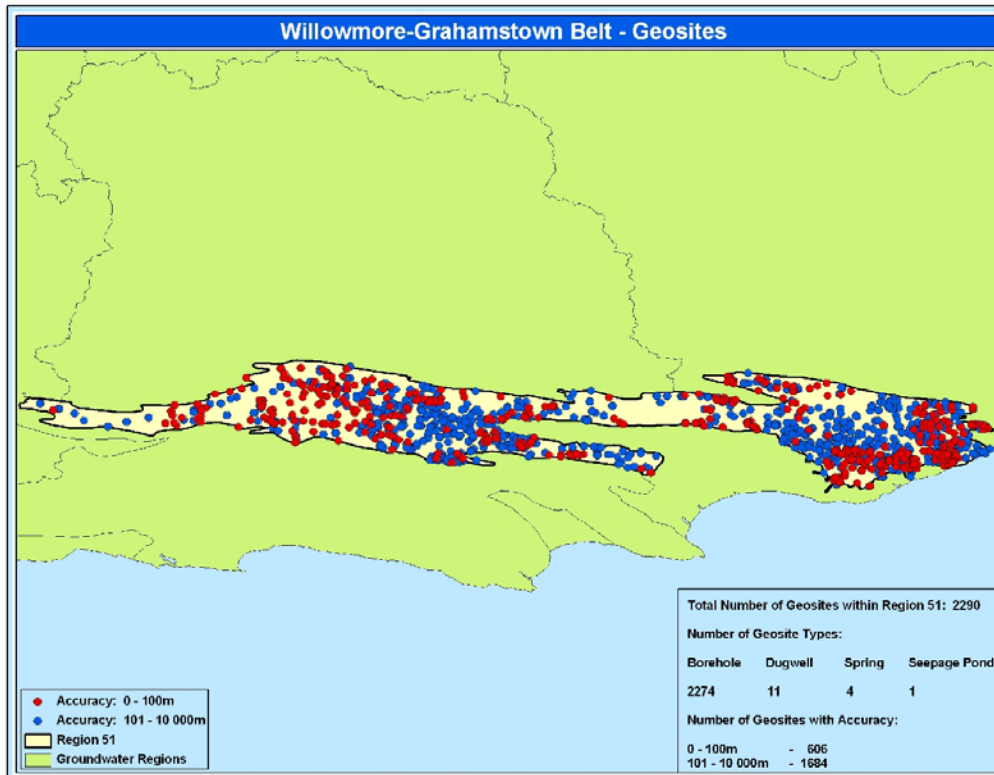 Willowmore-Grahamstown Belt - Geosites
Total Number of Geosites within Region 51: 2290
Number of Geosite Types:
Borehole Dugwell Spring Seepage Pond
2274 11 4 1
Number of Geosites with Accuracy:
0 - 100m - 606
101 - 10 000m - 1684
Accuracy: 0 - 100m
Accuracy: 101 - 10 000m
Region 51
Groundwater Regions